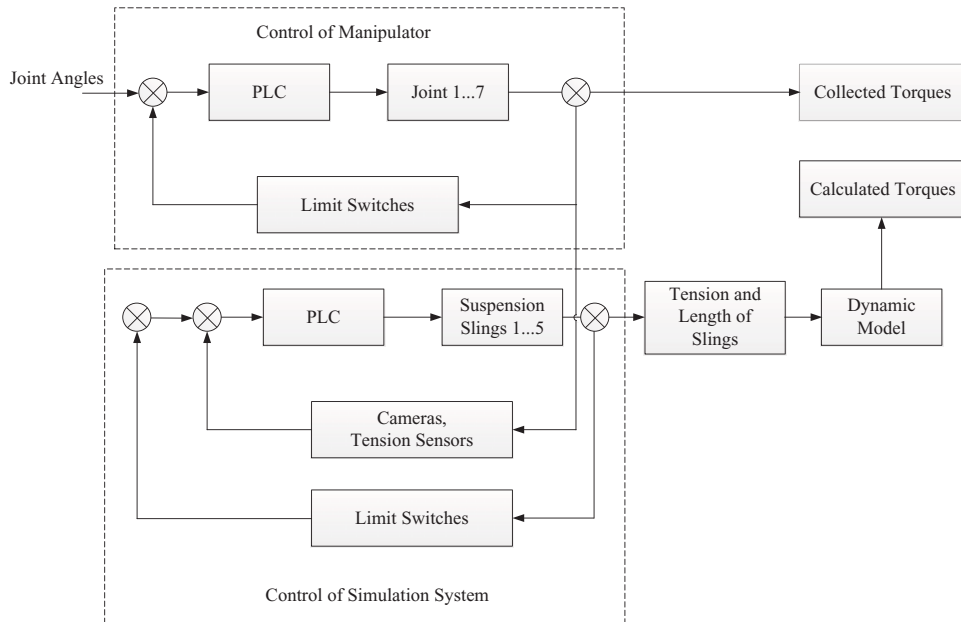 Control of Manipulator
Joint Angles
PLC
Joint 1...7
Collected Torques
Limit Switches
Calculated Torques
PLC
Suspension
Slings 1...5
Tension and
Length of
Slings
Dynamic
Model
Cameras,
Tension Sensors
Limit Switches
Control of Simulation System